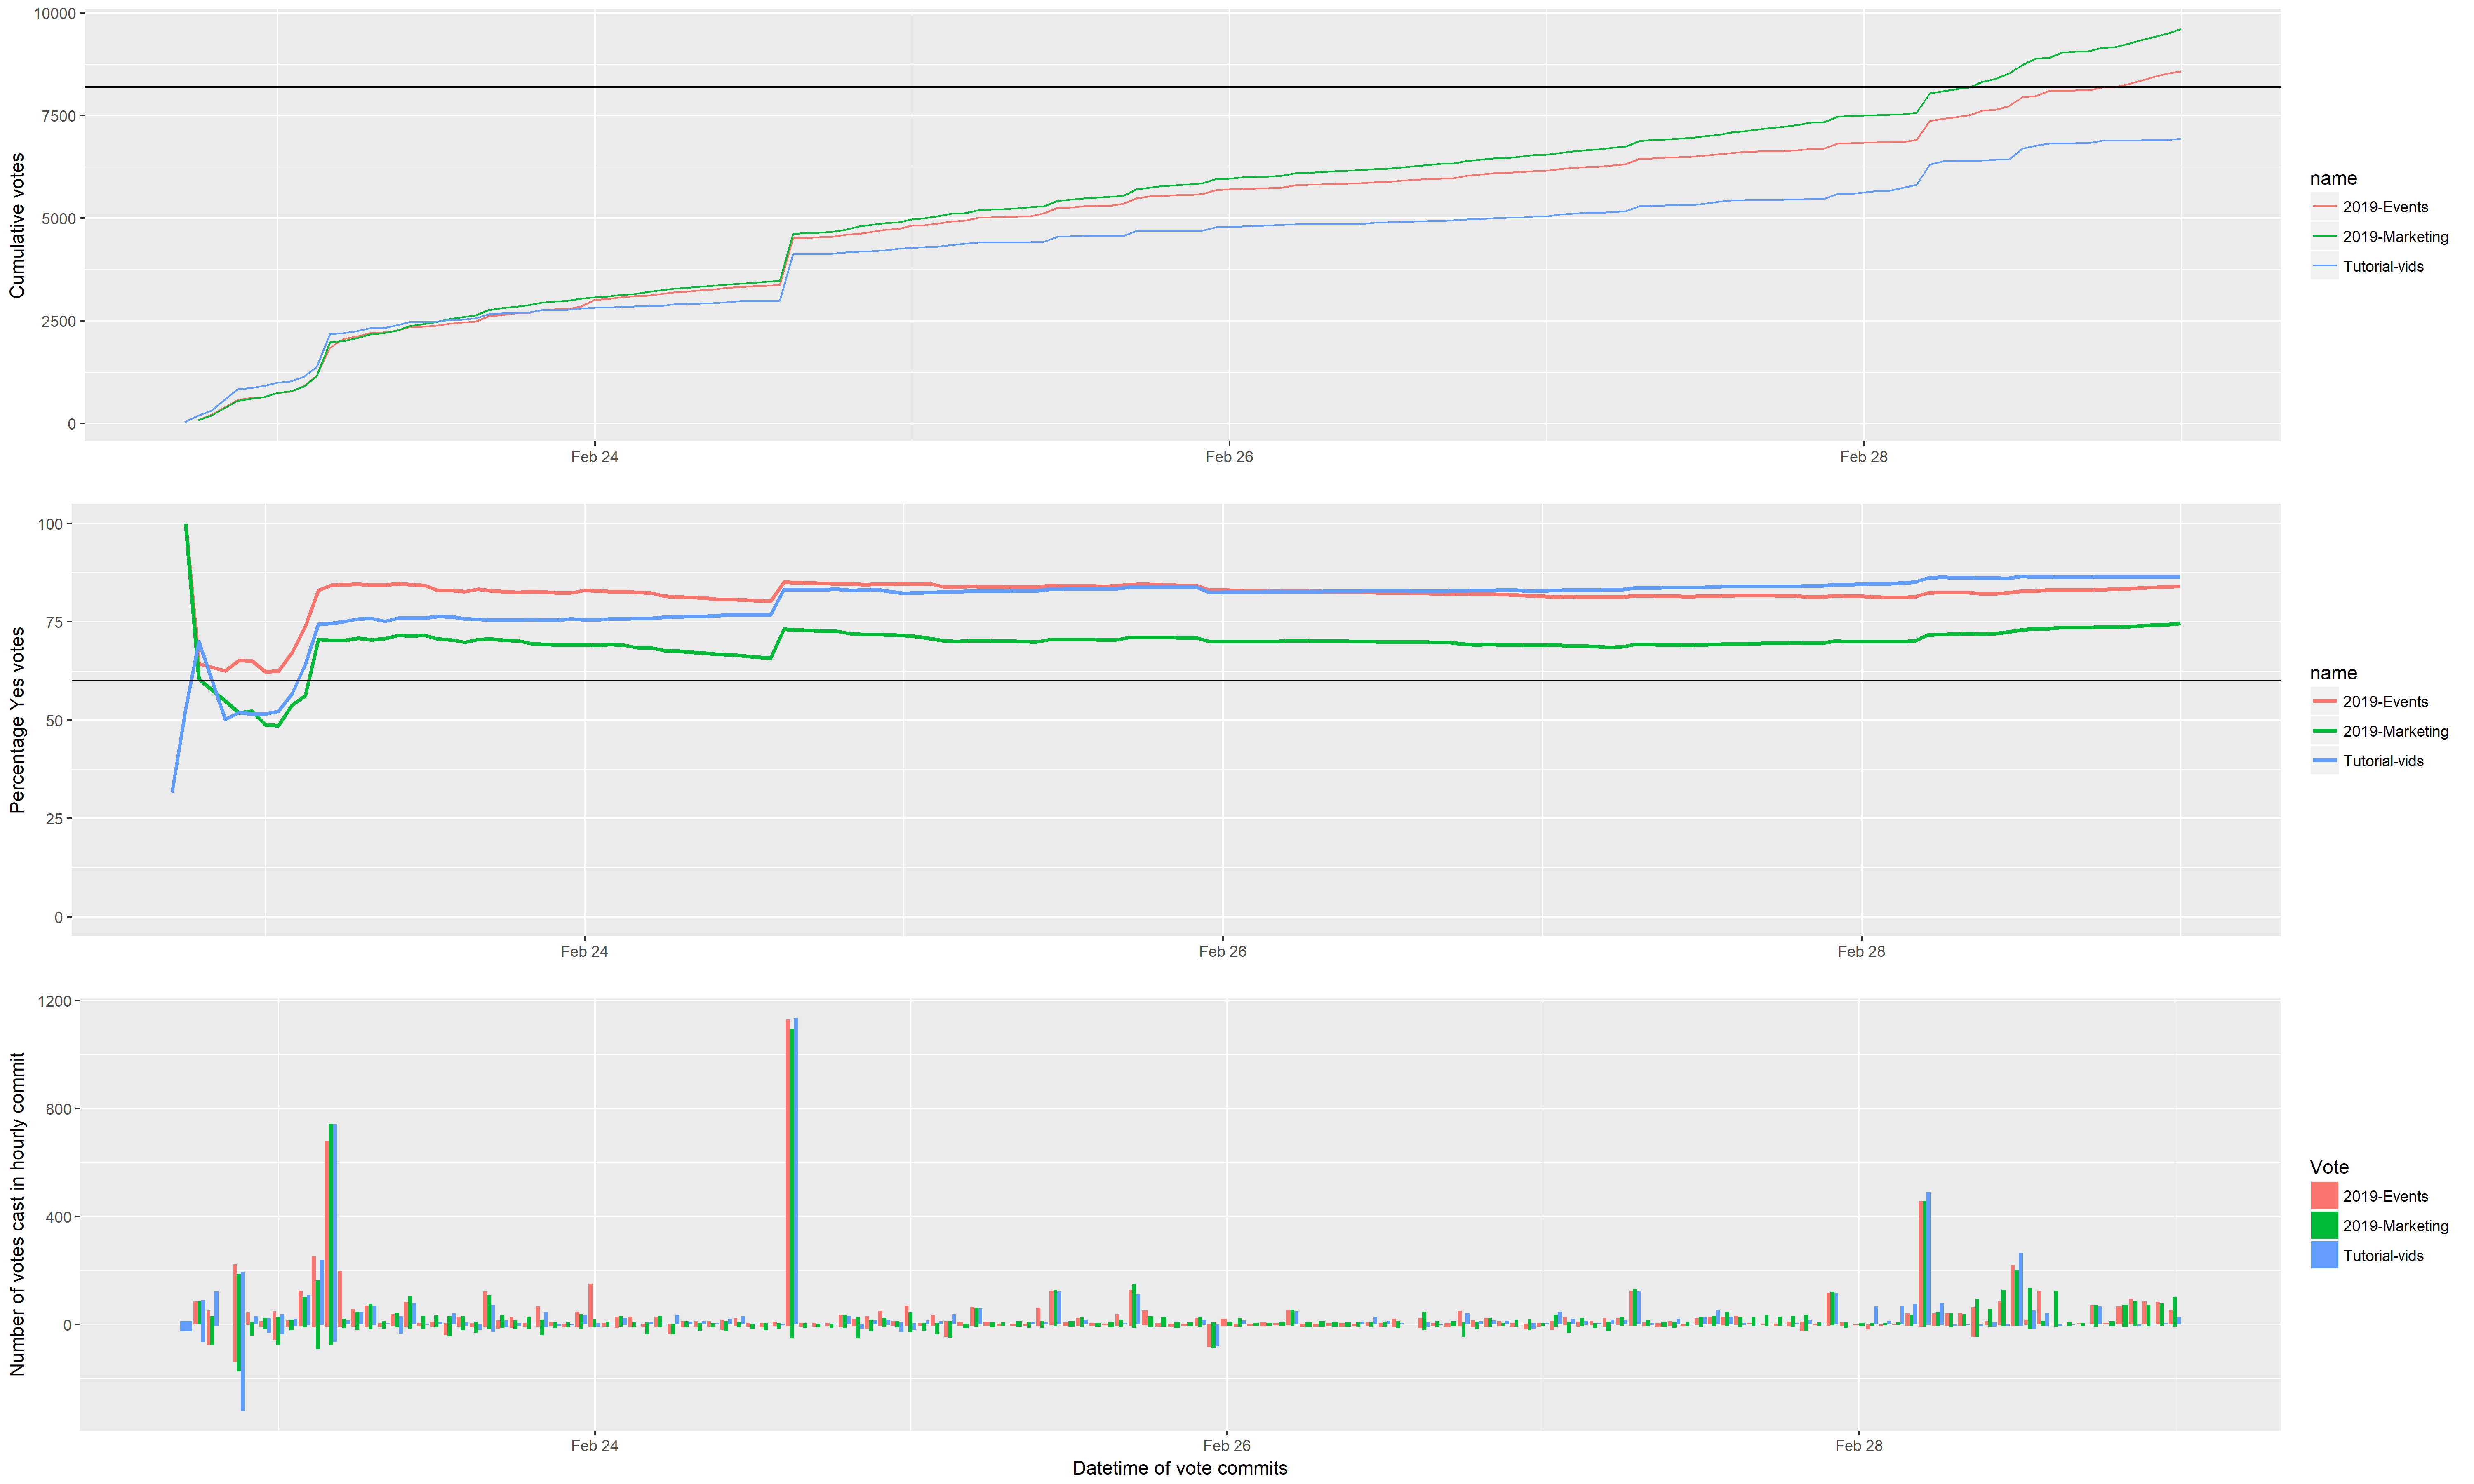 10000
7500
5000
2500
0
Cumulative votes
Feb 24
Feb 26
Feb 28
name
2019-Events
2019-Marketing
Tutorial-vids
100
75
50
25
0
Percentage Yes votes
Feb 24
Feb 26
Feb 28
name
2019-Events
2019-Marketing
Tutorial-vids
1200
800
400
0
Number of votes cast in hourly commit
Feb 24
Feb 26
Feb 28
Datetime of vote commits
Vote
2019-Events
2019-Marketing
Tutorial-vids